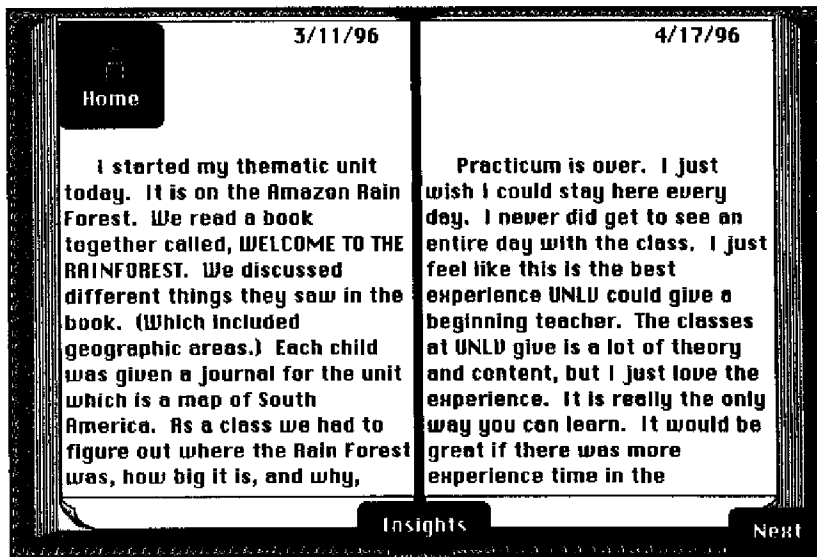 3/11/96
Home
I started my thematic unit
today. It is on the Amazon Rain
Forest. We read a book
together called, WELCOME TO THE
RAINFOREST. We discussed
different things they saw in the
book. (Which included
geographic areas.) Each child
was given a journal for the unit
which is a map of South
America. As a class we had to
figure out where the Rain Forest
was, how big it is, and why,
4/17/96
Practicum is over. I just
wish I could stay here every
day. I never did get to see an
entire day with the class. I just
feel like this is the best
experience UNLV could give a
beginning teacher. The classes
at UNLV give is a lot of theory
and content, but I just love the
experience. It is really the only
way you can learn. It would be
great if there was more
experience time in the
Insights
Next